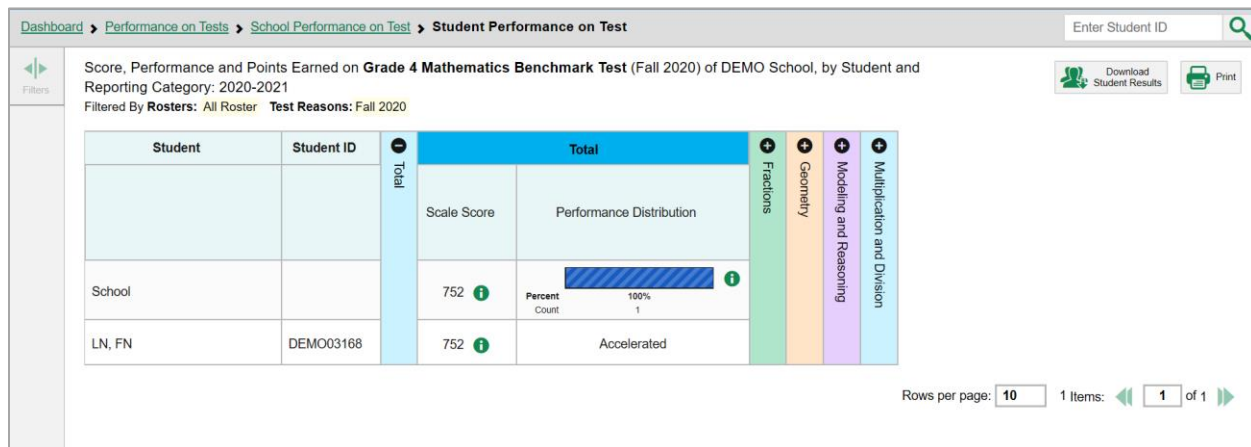 Dashboard > Performance on Tests > School Performance on Test > Student Performance on Test
Enter Student ID
Filters
Score, Performance and Points Earned on Grade 4 Mathematics Benchmark Test (Fall 2020) of DEMO School, by Student and
Reporting Category: 2020-2021
Filtered By Rosters: All Roster Test Reasons: Fall 2020
Download
Student Results
Print
Student
Student ID
Total
Total
Fractions
Geometry
Modeling and Reasoning
Multiplication and Division
Scale Score
Performance Distribution
School
752
Percent 100%
Count 1
LN, FN
DEMO03168
752
Accelerated
Rows per page: 10
1 Items:
1 of 1